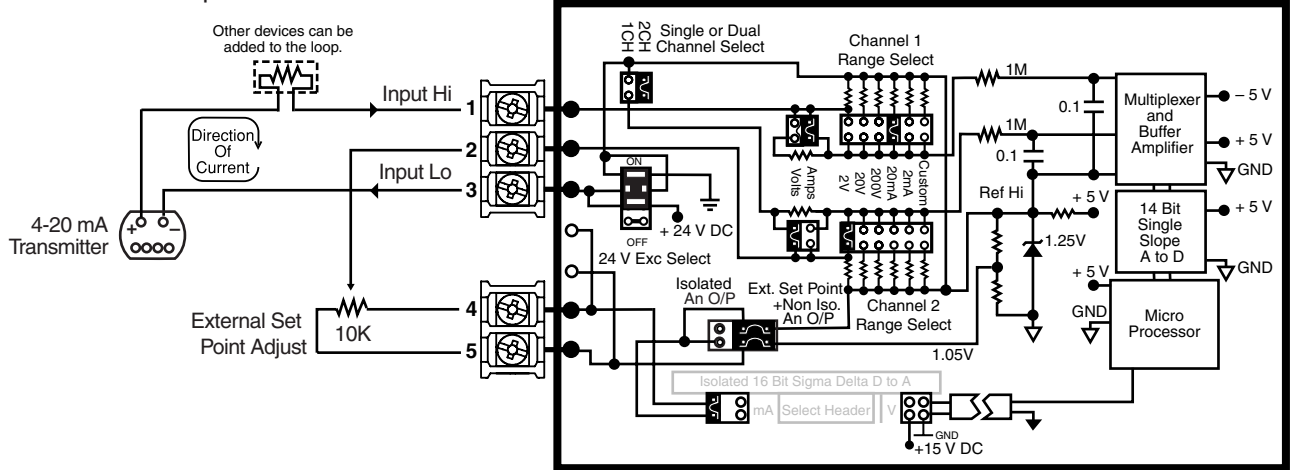 Other devices can be
added to the loop.
Input Hi
1
Direction
Of
Current
2
Input Lo
3
4-20 mA
Transmitter
+
–
External Set
Point Adjust
10K
4
5
1CH
2CH
Single or Dual
Channel Select
ON
OFF
+ 24 V DC
24 V Exc Select
Channel 1
Range Select
Volts
Amps
2V
20V
200V
20mA
2mA
Custom
Channel 2
Range Select
Isolated
An O/P
Ext. Set Point
+Non Iso.
An O/P
1.05V
1M
0.1
1M
0.1
Ref Hi
+ 5 V
1.25V
Multiplexer
and
Buffer
Amplifier
– 5 V
+ 5 V
GND
14 Bit
Single
Slope
A to D
+ 5 V
GND
+ 5 V
GND
Micro
Processor
Isolated 16 Bit Sigma Delta D to A
mA
Select Header
V
GND
+15 V DC